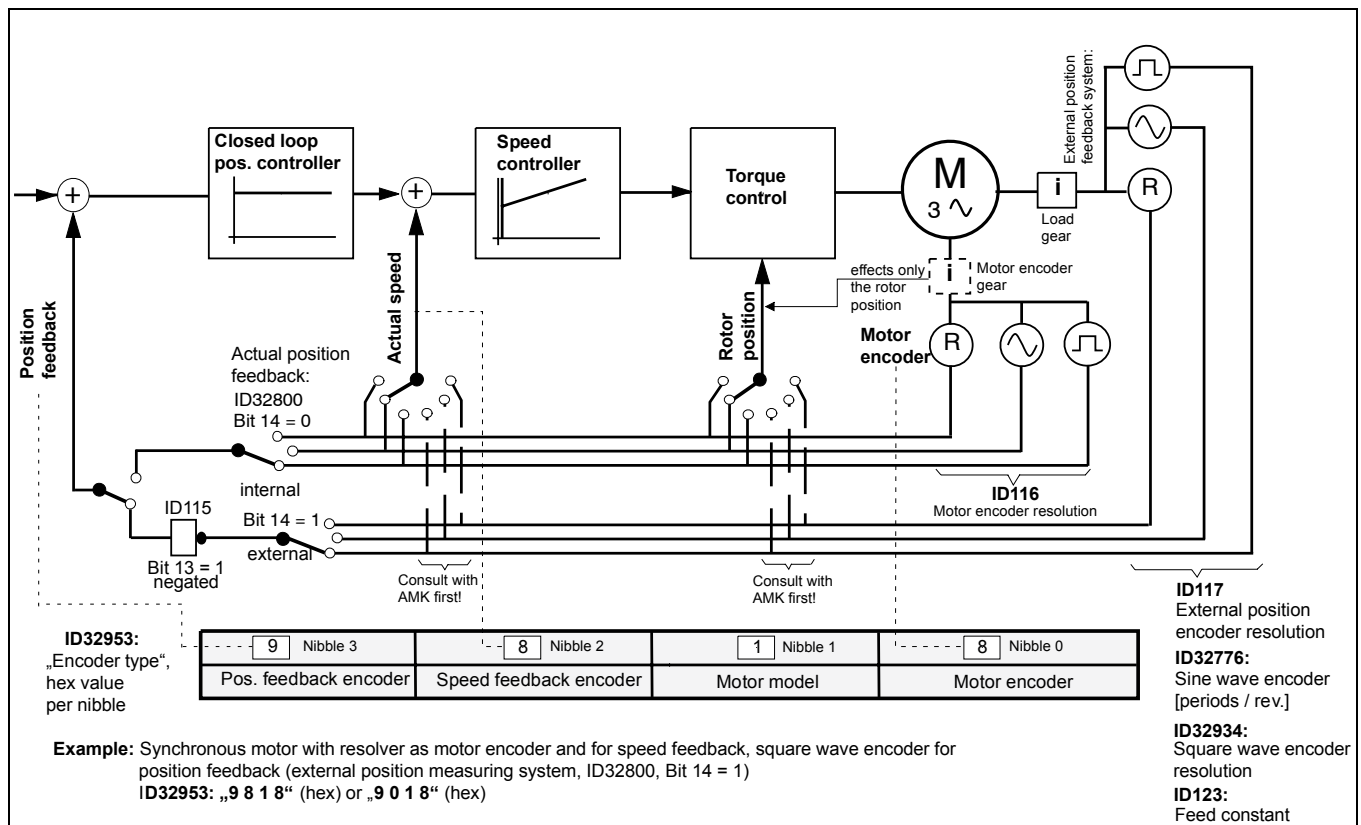 External position
feedback system:
Closed loop
pos. controller
Speed
controller
Torque
control
M
3
i
Load
gear
R
+
+
Position
feedback
Actual speed
Rotor
position
effects only
the rotor
position
i
Motor encoder
gear
Motor
encoder
R
Actual position
feedback:
ID32800
Bit 14 = 0
internal
ID115
Bit 14 = 1
external
Bit 13 = 1
negated
Consult with
AMK first!
Consult with
AMK first!
ID116
Motor encoder resolution
ID117
External position
encoder resolution
ID32776:
Sine wave encoder
[periods / rev.]
ID32934:
Square wave encoder
resolution
ID123:
Feed constant
ID32953:
„Encoder type“,
hex value
per nibble
9 Nibble 3
8 Nibble 2
1 Nibble 1
8 Nibble 0
Pos. feedback encoder
Speed feedback encoder
Motor model
Motor encoder
Example: Synchronous motor with resolver as motor encoder and for speed feedback, square wave encoder for
position feedback (external position measuring system, ID32800, Bit 14 = 1)
ID32953: „9 8 1 8“ (hex) or „9 0 1 8“ (hex)